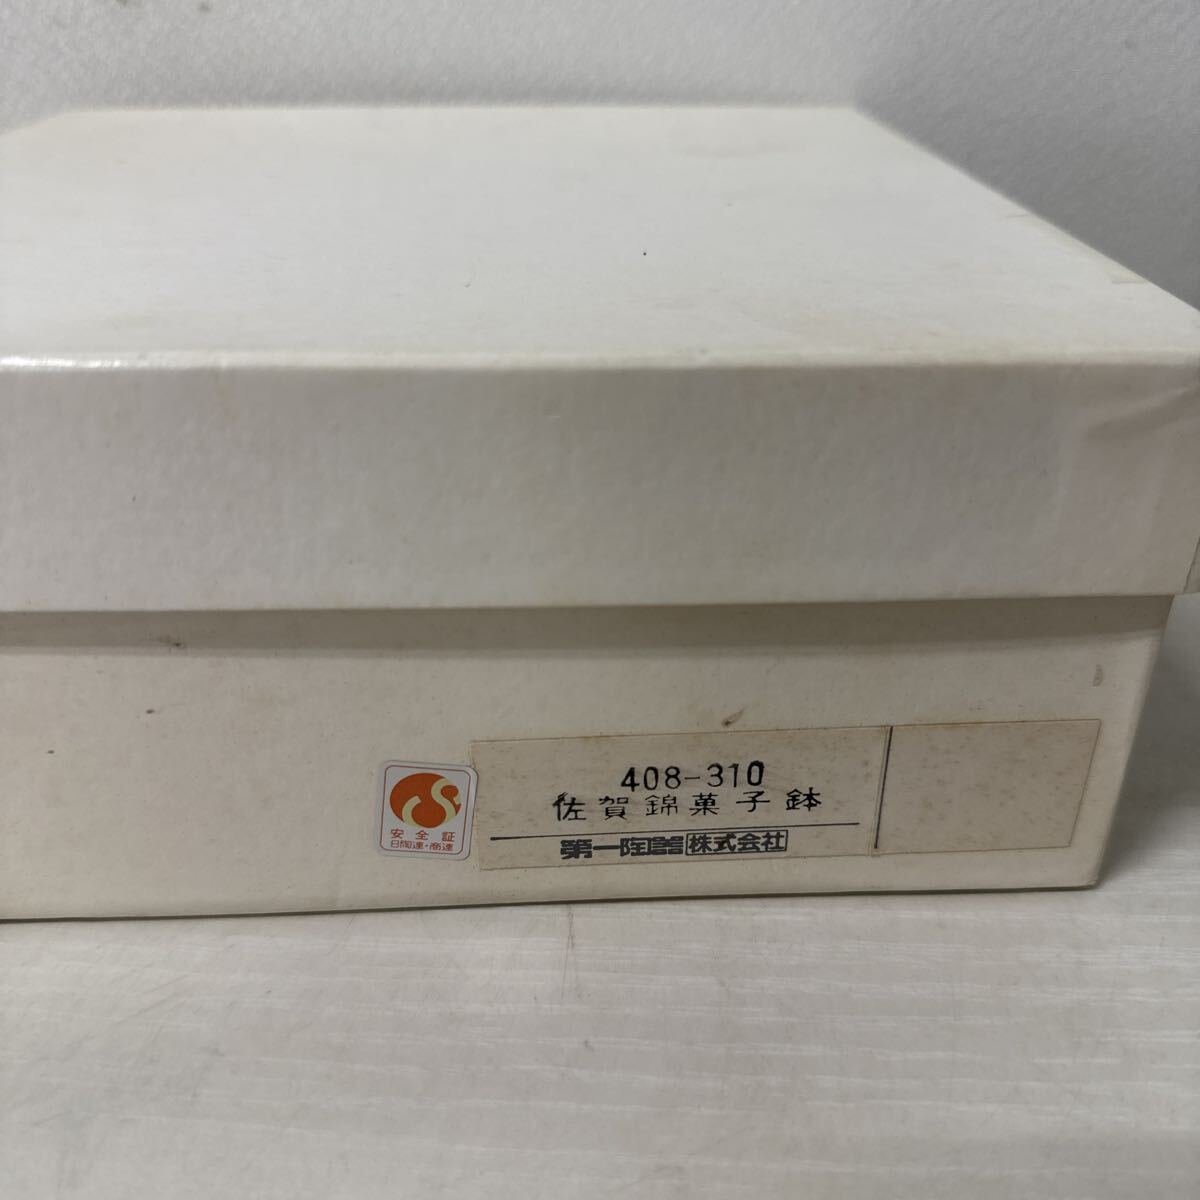 安全証
日陶連・商連
408-310
佐賀錦菓子鉢
第一陶器株式会社